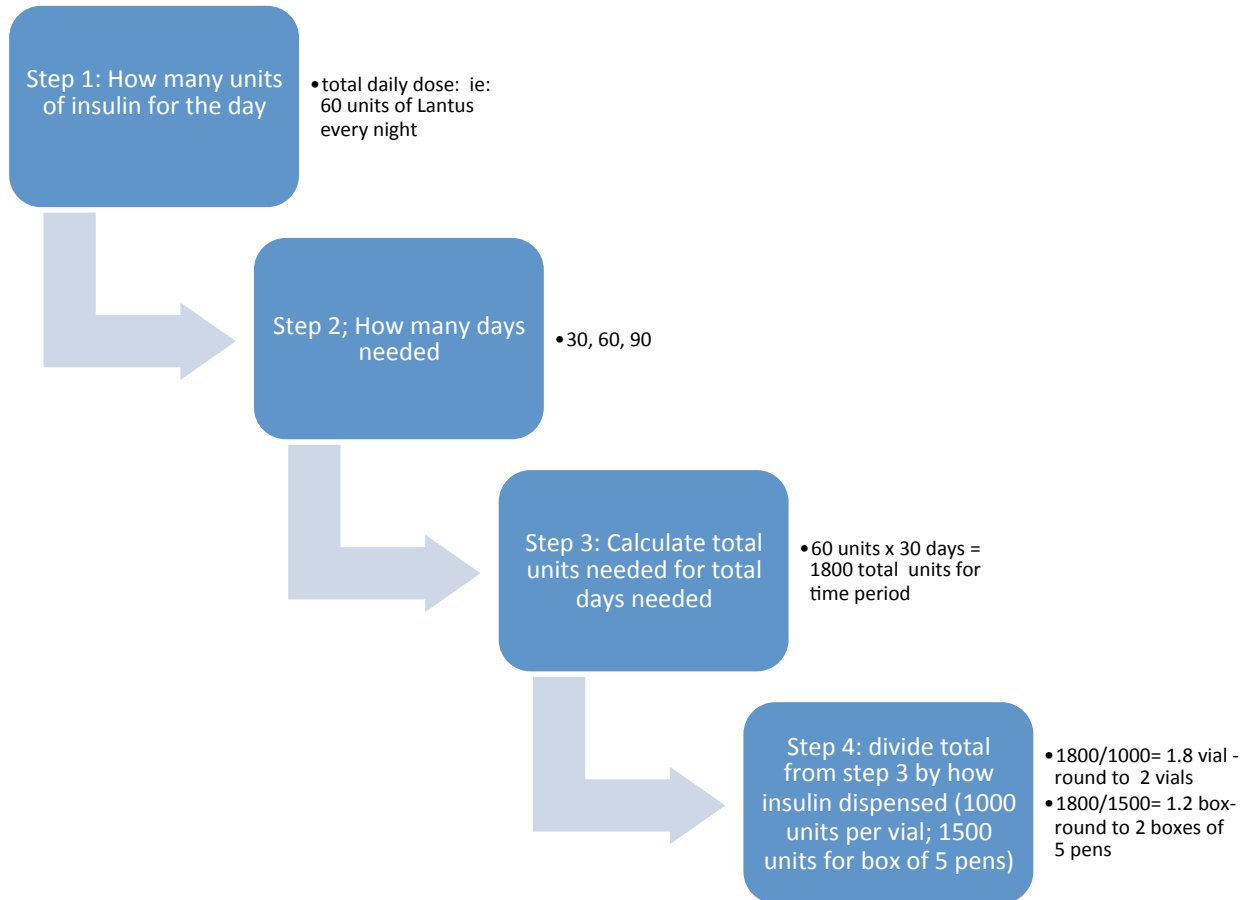 Step 1: How many units
of insulin for the day
•total daily dose:  ie:
60 units of Lantus
every night
Step 2; How many days
needed
•30, 60, 90
Step 3: Calculate total
units needed for total
days needed
•60 units x 30 days =
1800 total  units for
time period
Step 4: divide total
from step 3 by how
insulin dispensed (1000
units per vial; 1500
units for box of 5 pens)
•1800/1000= 1.8 vial -
round to  2 vials
•1800/1500= 1.2 box-
round to 2 boxes of
5 pens